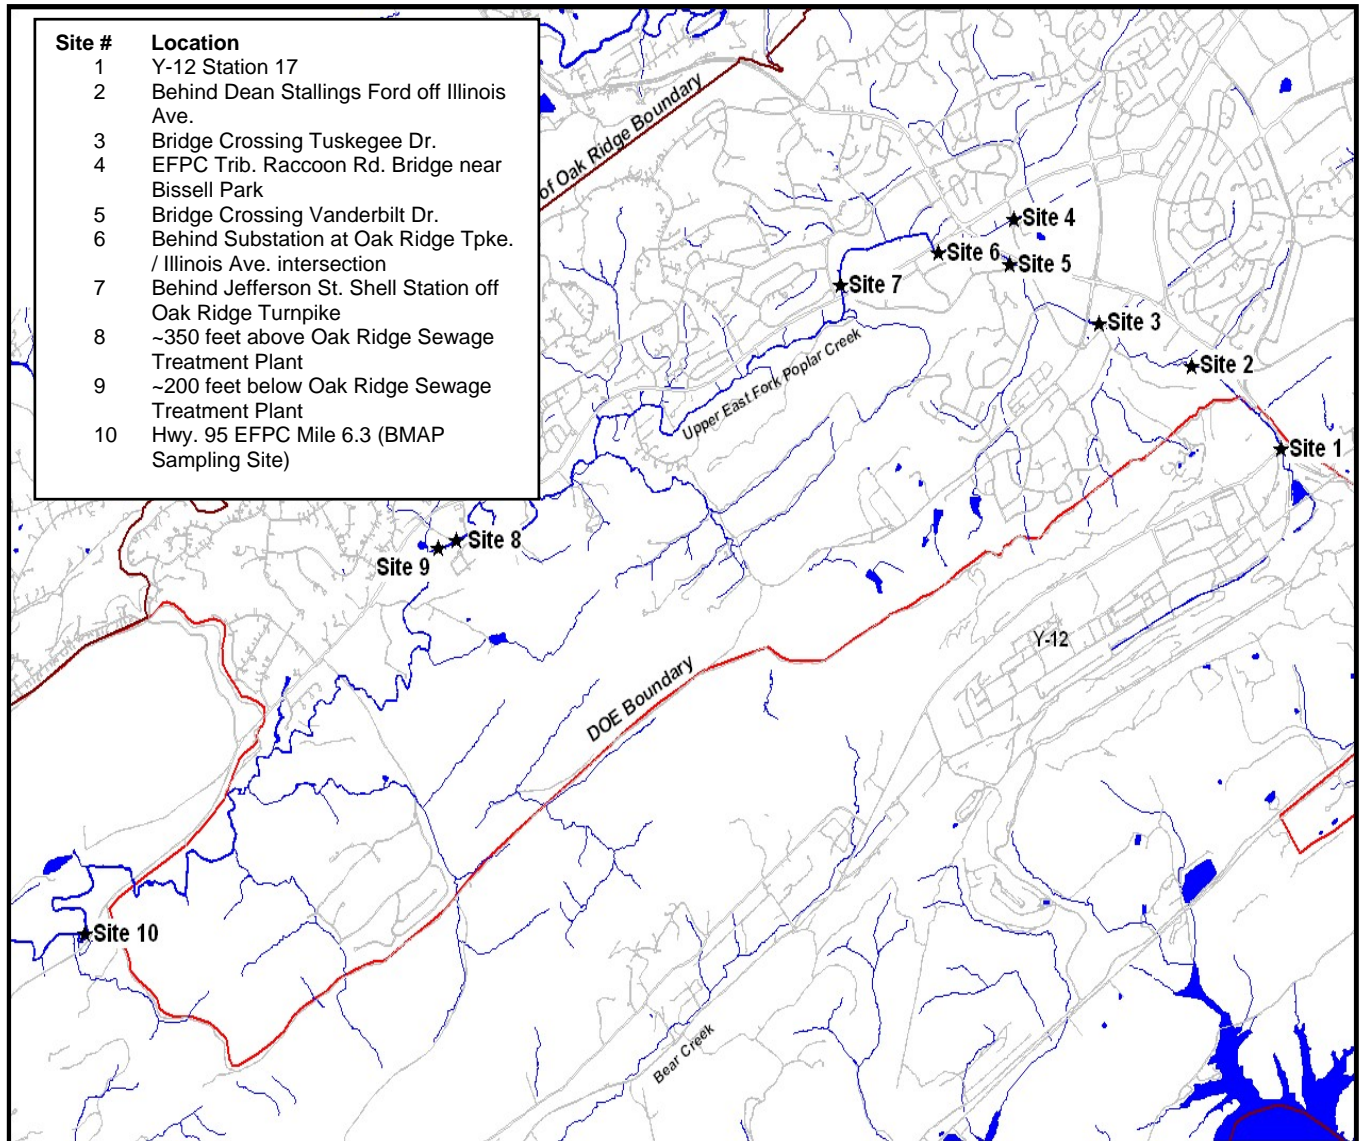 Site # Location
1 Y-12 Station 17
2 Behind Dean Stallings Ford off Illinois
Ave.
3 Bridge Crossing Tuskegee Dr.
4 EFPC Trib. Raccoon Rd. Bridge near
Bissell Park
5 Bridge Crossing Vanderbilt Dr.
6 Behind Substation at Oak Ridge Tpke.
/ Illinois Ave. intersection
7 Behind Jefferson St. Shell Station off
Oak Ridge Turnpike
8 ~350 feet above Oak Ridge Sewage
Treatment Plant
9 ~200 feet below Oak Ridge Sewage
Treatment Plant
10 Hwy. 95 EFPC Mile 6.3 (BMAP
Sampling Site)
of Oak Ridge Boundary
Site 4
Site 6
Site 5
Site 7
Site 3
Upper East Fork Poplar Creek
Site 2
Site 1
Site 8
Site 9
Y-12
DOE Boundary
Site 10
Bear Creek